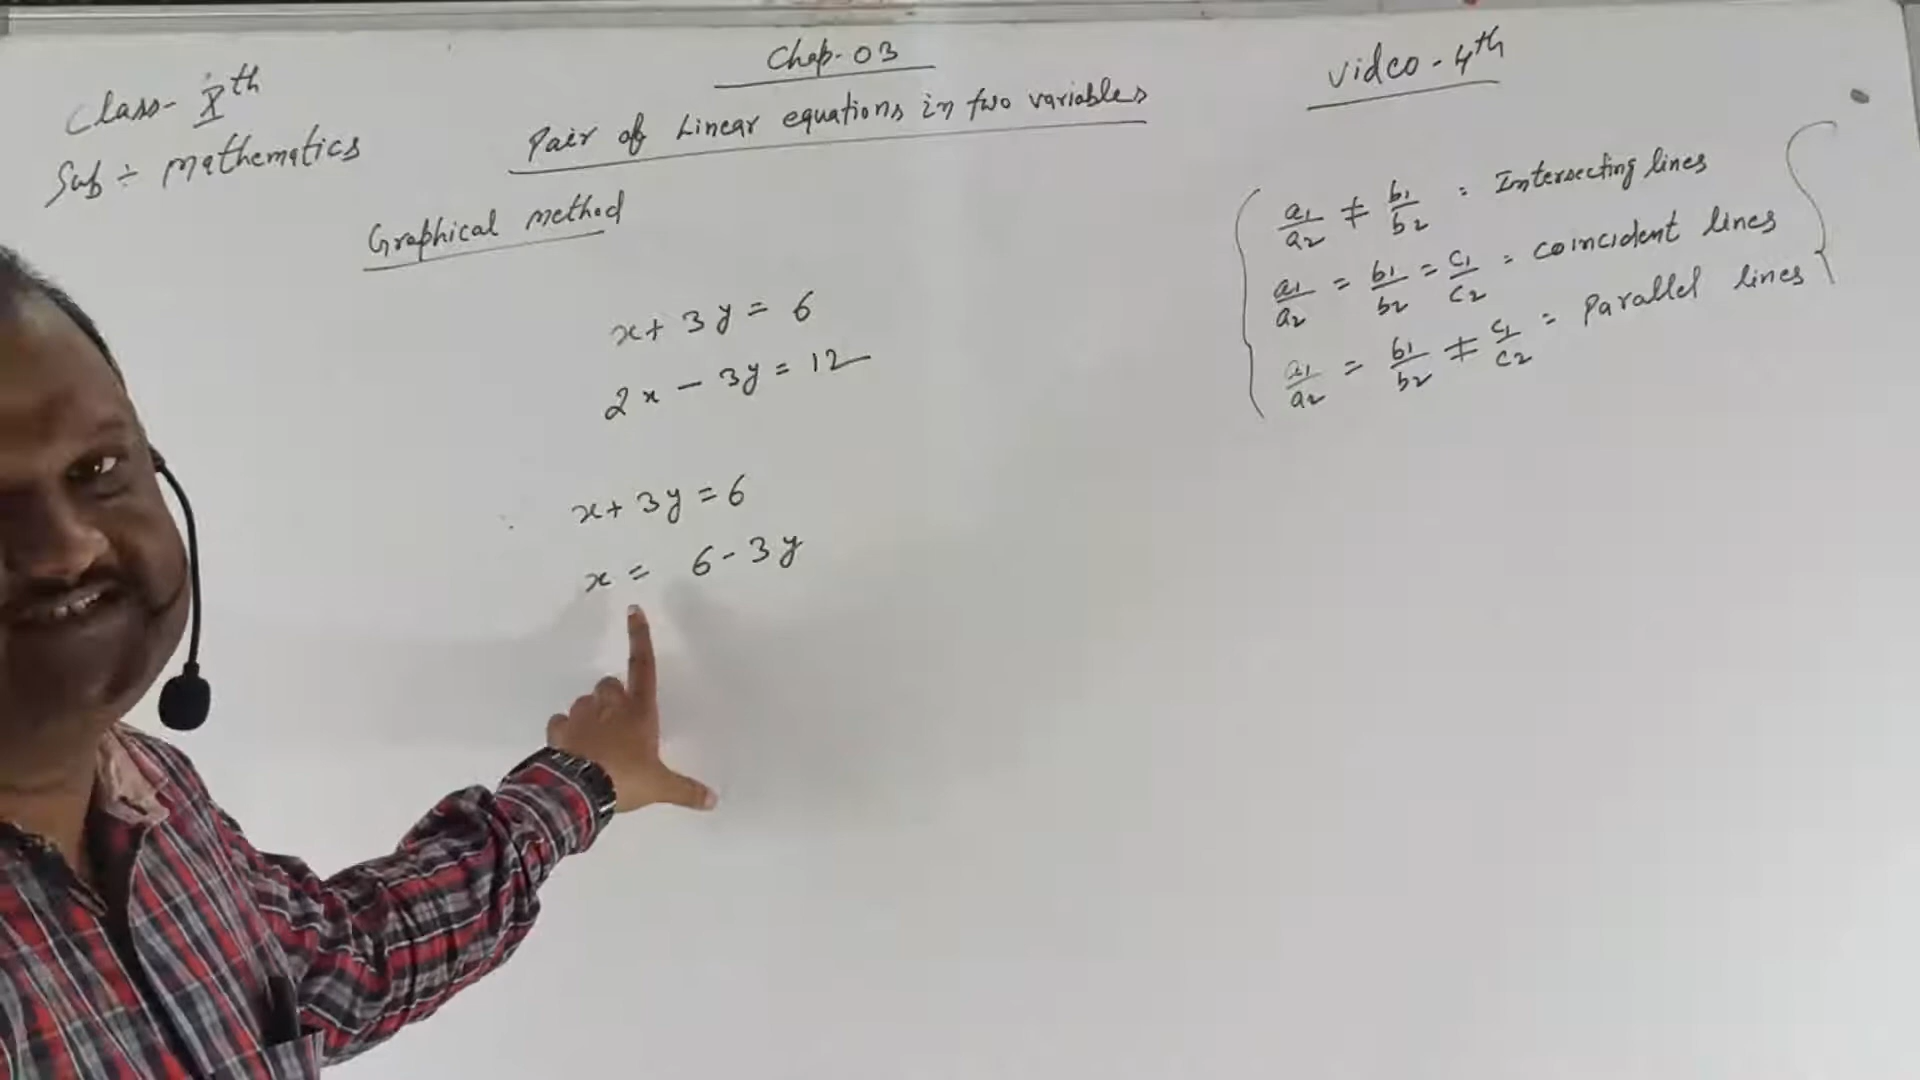 Chap-03
Class- Xth
Video-4th
Pair of Linear equations in two variables
Sub÷ mathematics
Graphical method
a1/a2 ≠ b1/b2 : Intersecting lines
a1/a2 = b1/b2 = c1/c2 = coincident lines
a1/a2 = b1/b2 ≠ c1/c2 = Parallel lines
x+3y=6
2x-3y=12
x+3y=6
x= 6-3y